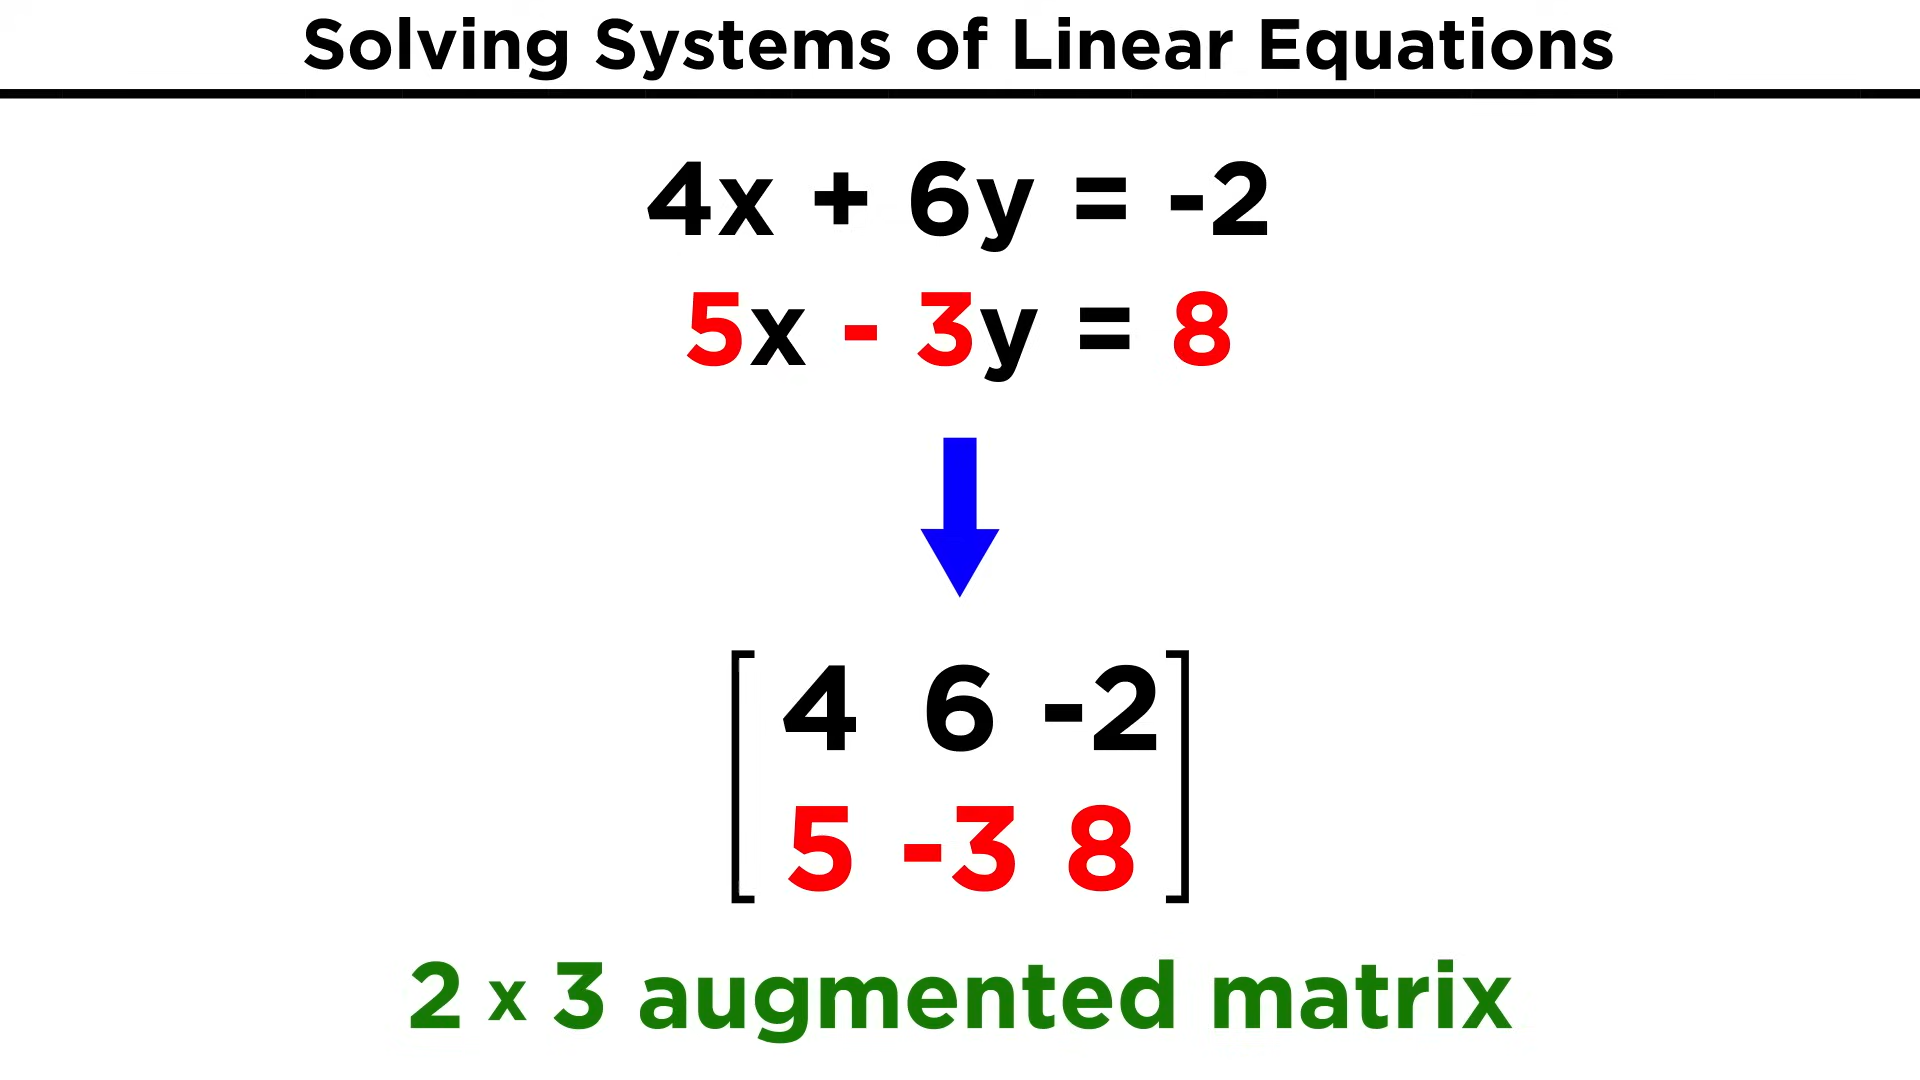 Solving Systems of Linear Equations
4x + 6y = -2
5x - 3y = 8
4 6 -2
5 -3 8
2 x 3 augmented matrix